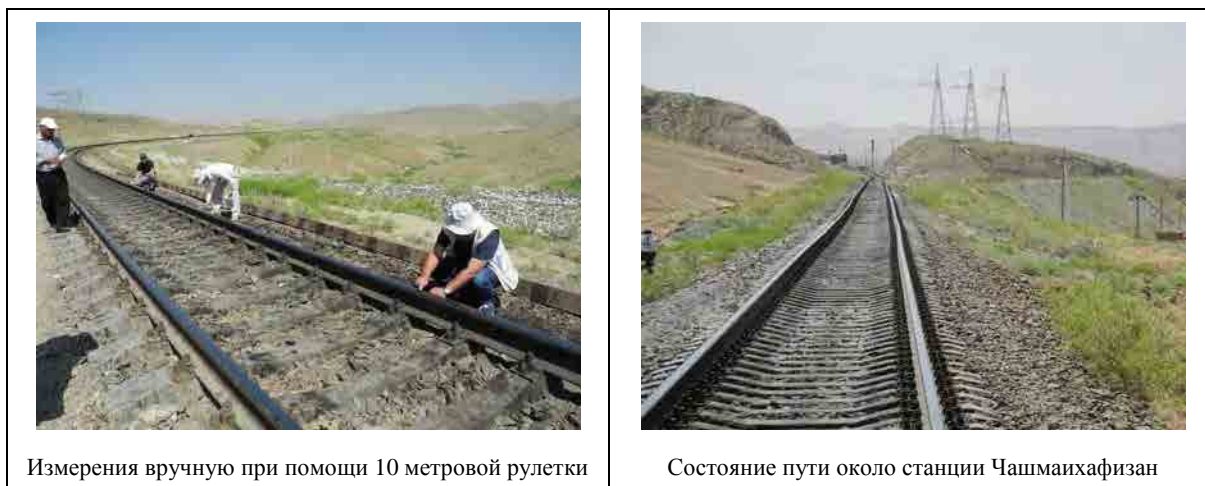 Измерения вручную при помощи 10 метровой рулетки
Состояние пути около станции Чашмаихафизан